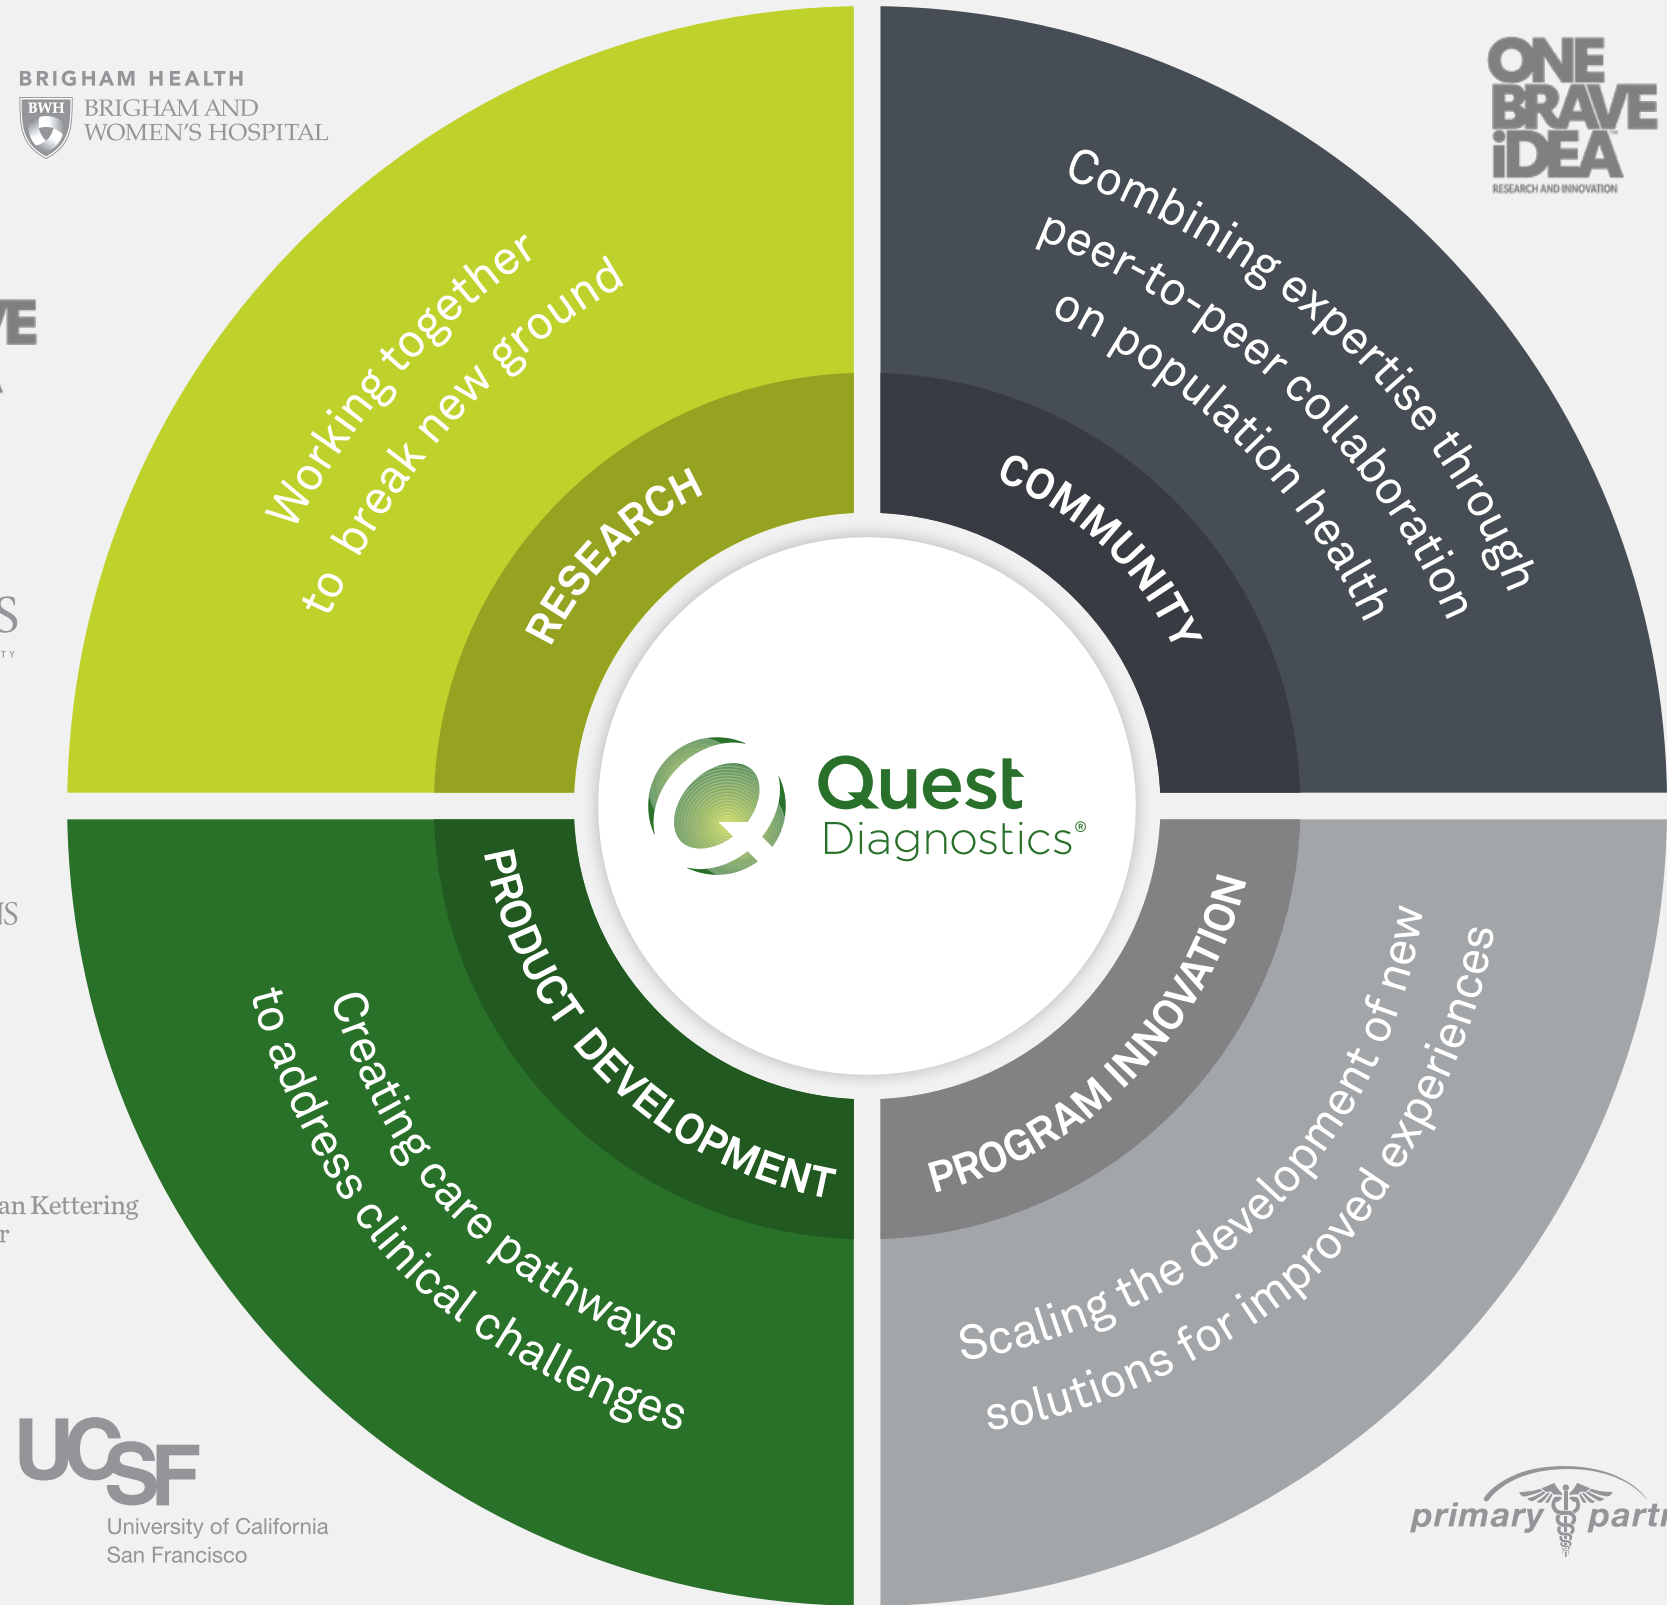 BRIGHAM HEALTH
BWH
BRIGHAM AND
WOMEN'S HOSPITAL
Working together
to break new ground
RESEARCH
Combining expertise through
peer-to-peer collaboration
on population health
COMMUNITY
ONE
BRAVE
iDEA™
RESEARCH AND INNOVATION
Quest
Diagnostics®
PRODUCT DEVELOPMENT
Creating care pathways
to address clinical challenges
PROGRAM INNOVATION
Scaling the development of new
solutions for improved experiences
Kettering
UCSF
University of California
San Francisco
primary